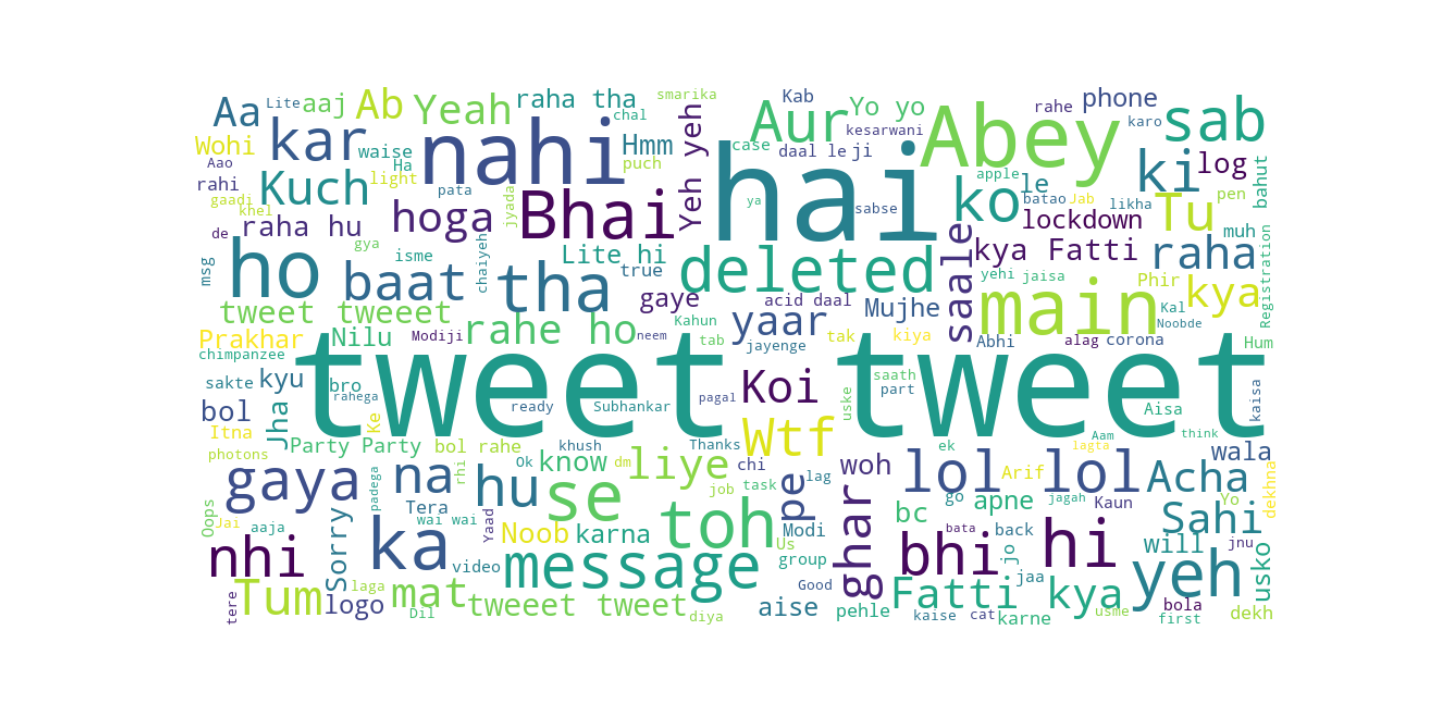 Aa
Lite
aaj
Ab
Yeah
raha tha
smarika
Kab
Yo yo
rahe
phone
karo
sab
Wohi
kar
waise
nahi
chal
Hmm
Yeh yeh
case
Aur
kesarwani
daal le
ji
Abey
ki
log
bahut
Aao
Ha
light
puch
rahi
gaadi
khel
Kuch
pata
jyada
Bhai
ya
hai
sabse
apple
le
ko
batao
Jab
likha
Tu
pen
de
raha hu
hoga
lockdown
muh
msg
ho
gya
isme
chaiyeh
Lite hi
true
deleted
saale
kya Fatti
raha
Registration
baat
tha
gaye
acid daal
Mujhe
yehi
jaisa
main
Phir
kya
Kal
Noobde
tweet tweeet
Prakhar
Nilu
Modiji
rahe ho
Kahun
neem
tab
yaar
jayenge
tak
kiya
Abhi
alag
corona
Hum
chimpanzee
tweet tweet
sakte
kyu
bro
rahega
ready
Subhankar
pagal
Koi
saath
part
uske
Aisa
kaisa
bol
Jha
Ke
Itna
Wtf
Aam
think
photons
Party Party
bol rahe
khush
Thanks
ek
lagta
wala
gaya
na
rhi
Ok
know
dm
liye
chi
woh
lol lol
Arif
Acha
dekhna
padega
hu
se
job
task
pe
lag
go
apne
jagah
Kaun
Yo
Oops
Jai
aaja
Tera
wai wai
Yaad
Noob
karna
toh
Us
Modi
ghar
bc
bata
back
jo
Sahi
nhi
Sorry
ka
video
message
group
bhi
hi
will
jnu
usko
jaa
yeh
tere
Tum
laga
logo
mat
Dil
tweeet tweet
diya
Good
aise
pehle
Fatti kya
kaise
cat
karne
usme
bola
first
dekh